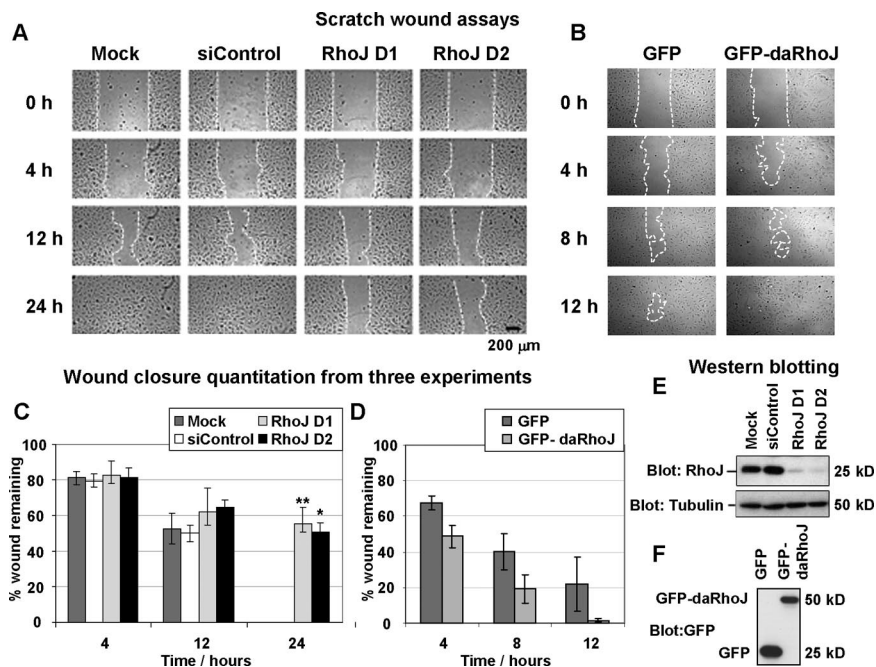 Scratch wound assays
A
Mock siControl RhoJ D1 RhoJ D2
0 h
4 h
12 h
24 h
200 μm
B
GFP GFP-daRhoJ
0 h
4 h
8 h
12 h
Wound closure quantitation from three experiments
C
Mock RhoJ D1
siControl RhoJ D2
% wound remaining
100
80
60
40
20
0
** *
4 12 24
Time / hours
D
GFP
GFP- daRhoJ
% wound remaining
100
80
60
40
20
0
4 8 12
Time / hours
Western blotting
E
Mock
siControl
RhoJ D1
RhoJ D2
Blot: RhoJ 25 kD
Blot: Tubulin 50 kD
F
GFP
GFP-
daRhoJ
GFP-daRhoJ 50 kD
Blot:GFP
GFP 25 kD